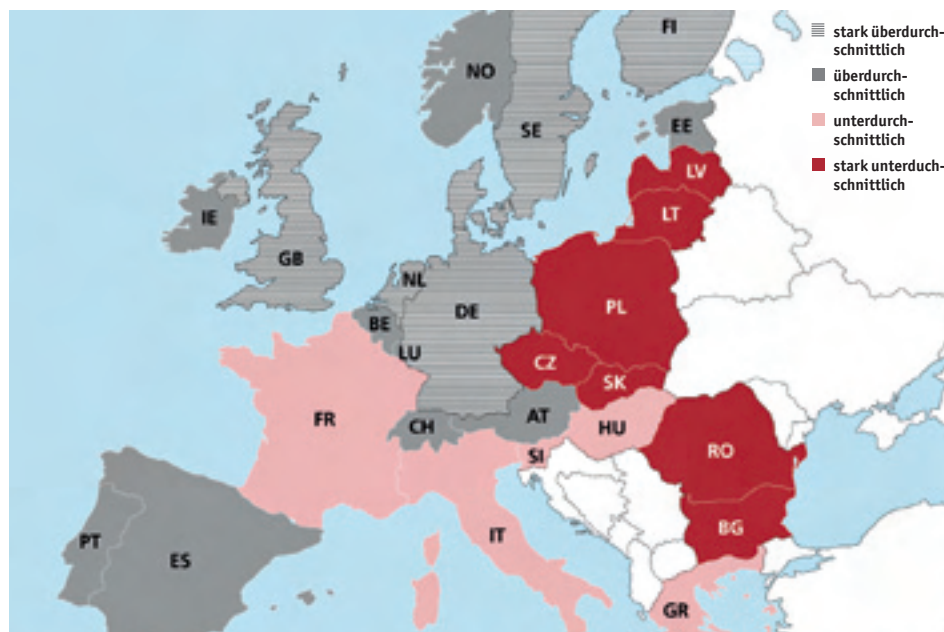 FI
NO
SE
EE
LV
LT
IE
GB
NL
DE
PL
BE
LU
CZ
SK
FR
CH
AT
HU
SI
RO
IT
BG
PT
ES
GR
stark überdurch-
schnittlich
überdurch-
schnittlich
unterdurch-
schnittlich
stark unterduch-
schnittlich